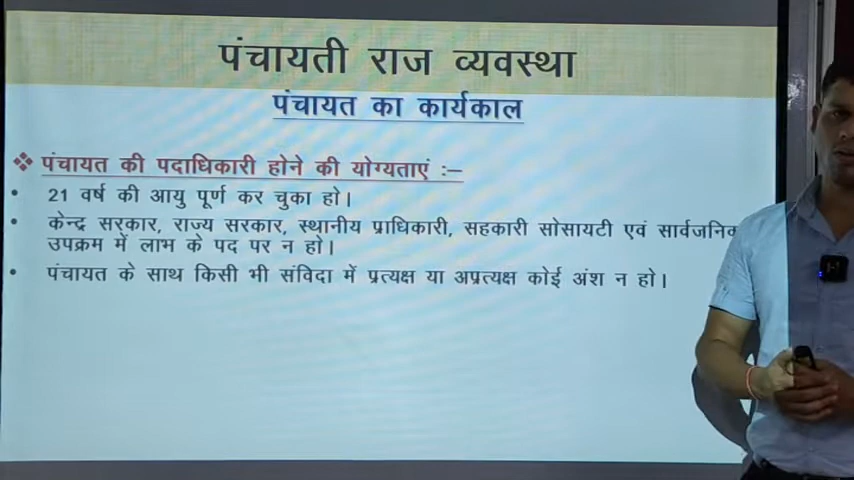 पंचायती राज व्यवस्था
पंचायत का कार्यकाल
❖ पंचायत की पदाधिकारी होने की योग्यताएं :–
• 21 वर्ष की आयु पूर्ण कर चुका हो।
• केन्द्र सरकार, राज्य सरकार, स्थानीय प्राधिकारी, सहकारी सोसायटी एवं सार्वजनिक
उपक्रम में लाभ के पद पर न हो।
• पंचायत के साथ किसी भी संविदा में प्रत्यक्ष या अप्रत्यक्ष कोई अंश न हो।